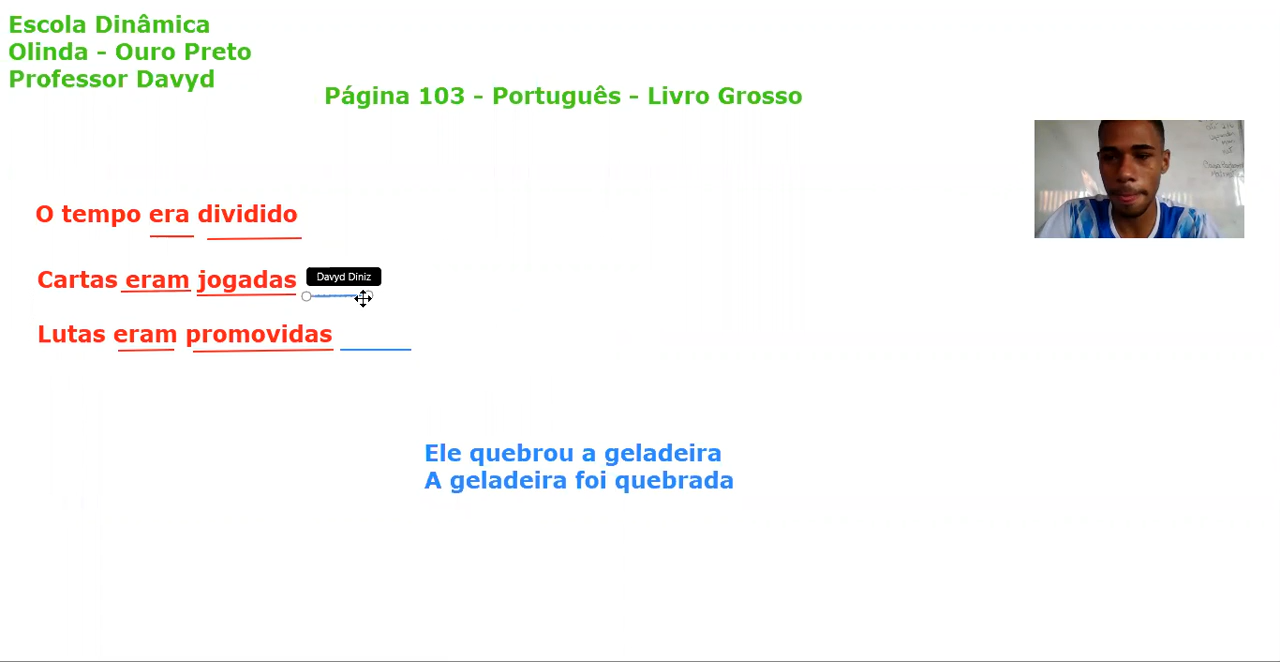 Escola Dinâmica
Olinda - Ouro Preto
Professor Davyd
Página 103 - Português - Livro Grosso
O tempo era dividido
Cartas eram jogadas
Davyd Diniz
Lutas eram promovidas
Ele quebrou a geladeira
A geladeira foi quebrada